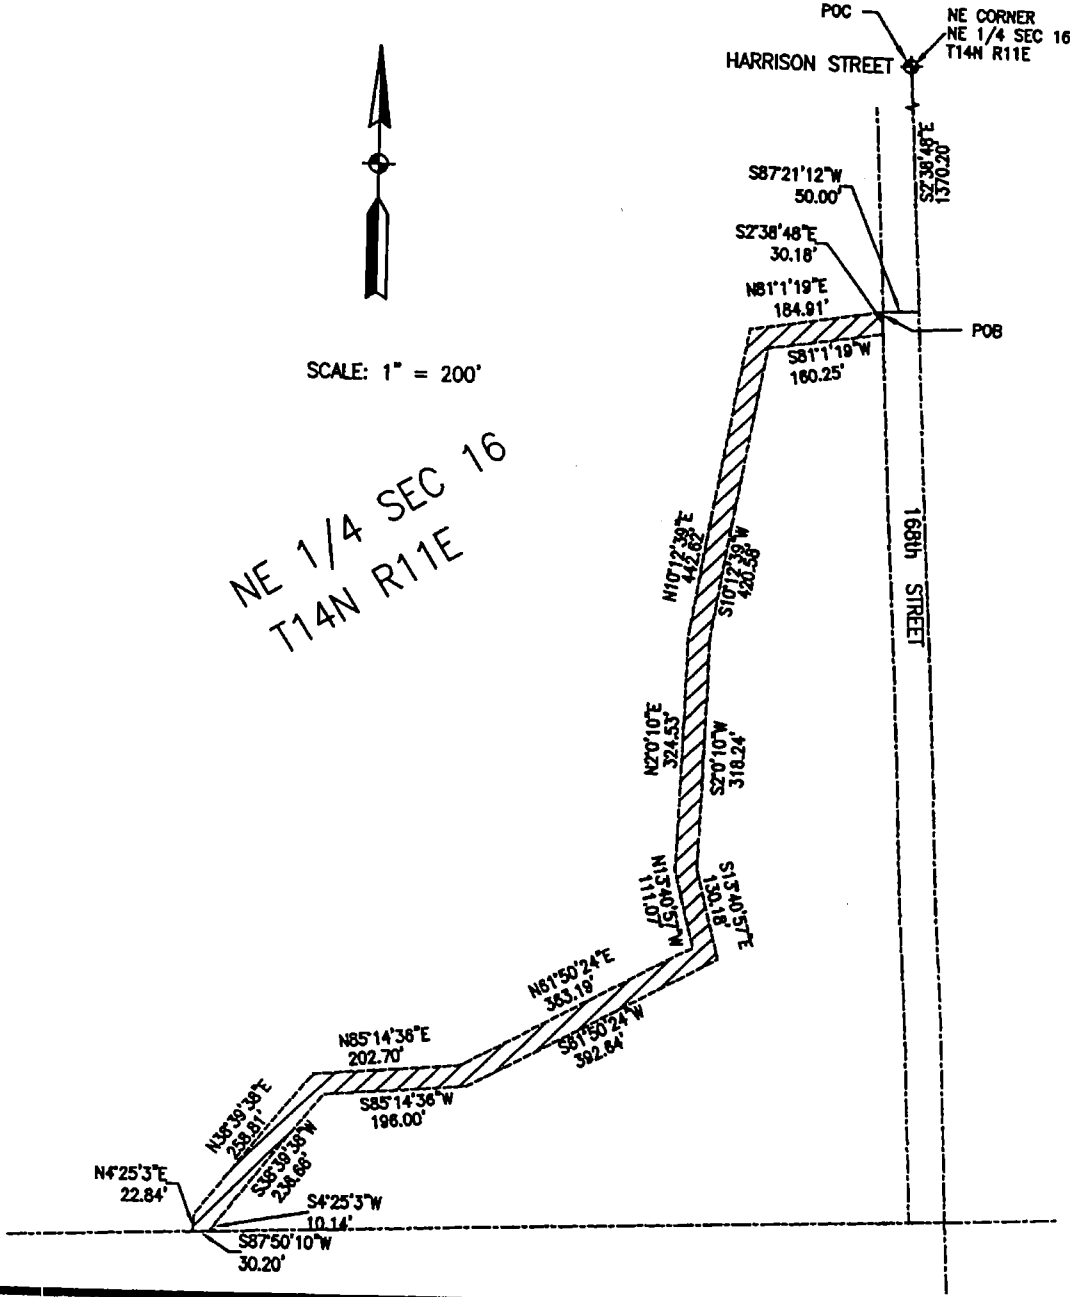 POC
NE CORNER
NE 1/4 SEC 16
T14N R11E
HARRISON STREET
S2°38'48"E
1370.20'
S87°21'12"W
50.00'
S2°38'48"E
30.18'
N81°1'19"E
184.91'
POB
S81°1'19"W
160.25'
SCALE: 1" = 200'
NE 1/4 SEC 16
T14N R11E
168th STREET
N10°12'39"E
442.62'
S10°12'39"W
420.58'
N2°0'10"E
324.53'
S2°0'10"W
318.24'
N13°40'57"W
111.07'
S13°40'57"E
130.18'
N61°50'24"E
363.19'
S61°50'24"W
392.64'
N85°14'36"E
202.70'
S85°14'36"W
196.00'
N38°39'38"E
258.81'
S38°39'38"W
238.68'
N4°25'3"E
22.84'
S4°25'3"W
10.14'
S87°50'10"W
30.20'